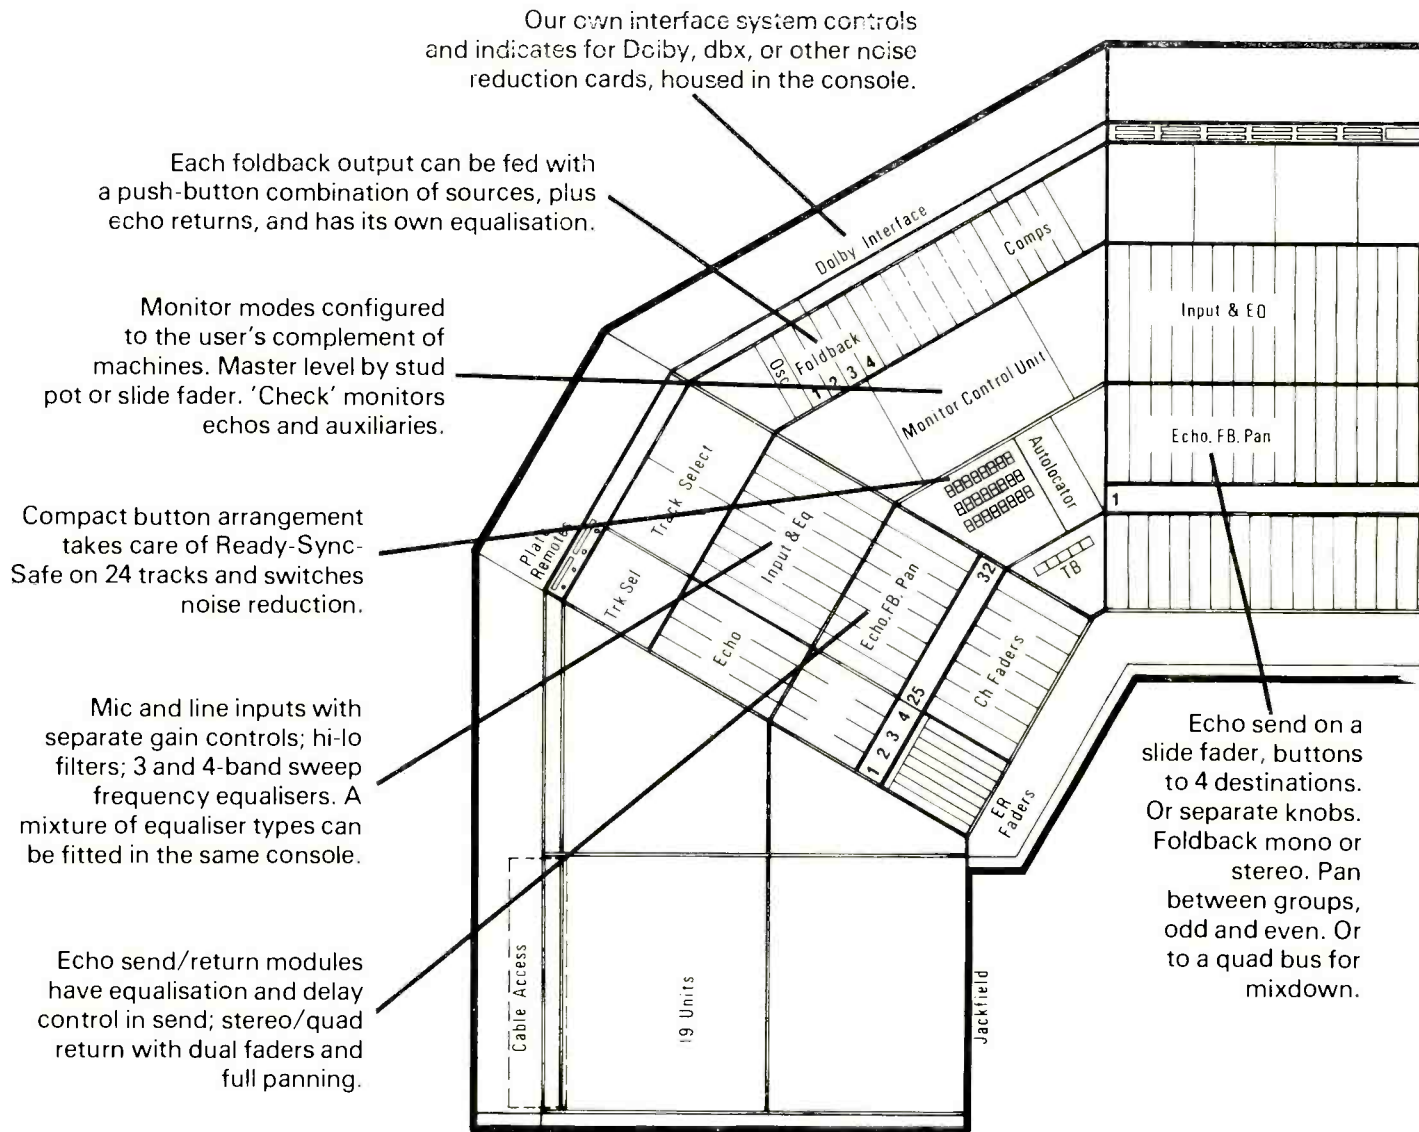 Our own interface system controls
and indicates for Dolby, dbx, or other noise
reduction cards, housed in the console.
Each foldback output can be fed with
a push-button combination of sources, plus
echo returns, and has its own equalisation.
Monitor modes configured
to the user's complement of
machines. Master level by stud
pot or slide fader. 'Check' monitors
echos and auxiliaries.
Compact button arrangement
takes care of Ready-Sync-
Safe on 24 tracks and switches
noise reduction.
Mic and line inputs with
separate gain controls; hi-lo
filters; 3 and 4-band sweep
frequency equalisers. A
mixture of equaliser types can
be fitted in the same console.
Echo send/return modules
have equalisation and delay
control in send; stereo/quad
return with dual faders and
full panning.
Echo send on a
slide fader, buttons
to 4 destinations.
Or separate knobs.
Foldback mono or
stereo. Pan
between groups,
odd and even. Or
to a quad bus for
mixdown.
Dolby Interface
Comps
Osc
Foldback
1 2 3 4
Monitor Control Unit
Autolocator
TB
Input & EQ
Echo. FB. Pan
1
Track Select
Remotes
Trk Sel
Input & Eq
Echo
Echo. FB. Pan
32
25
1 2 3 4
Ch Faders
ER
Faders
Cable Access
19 Units
Jackfield